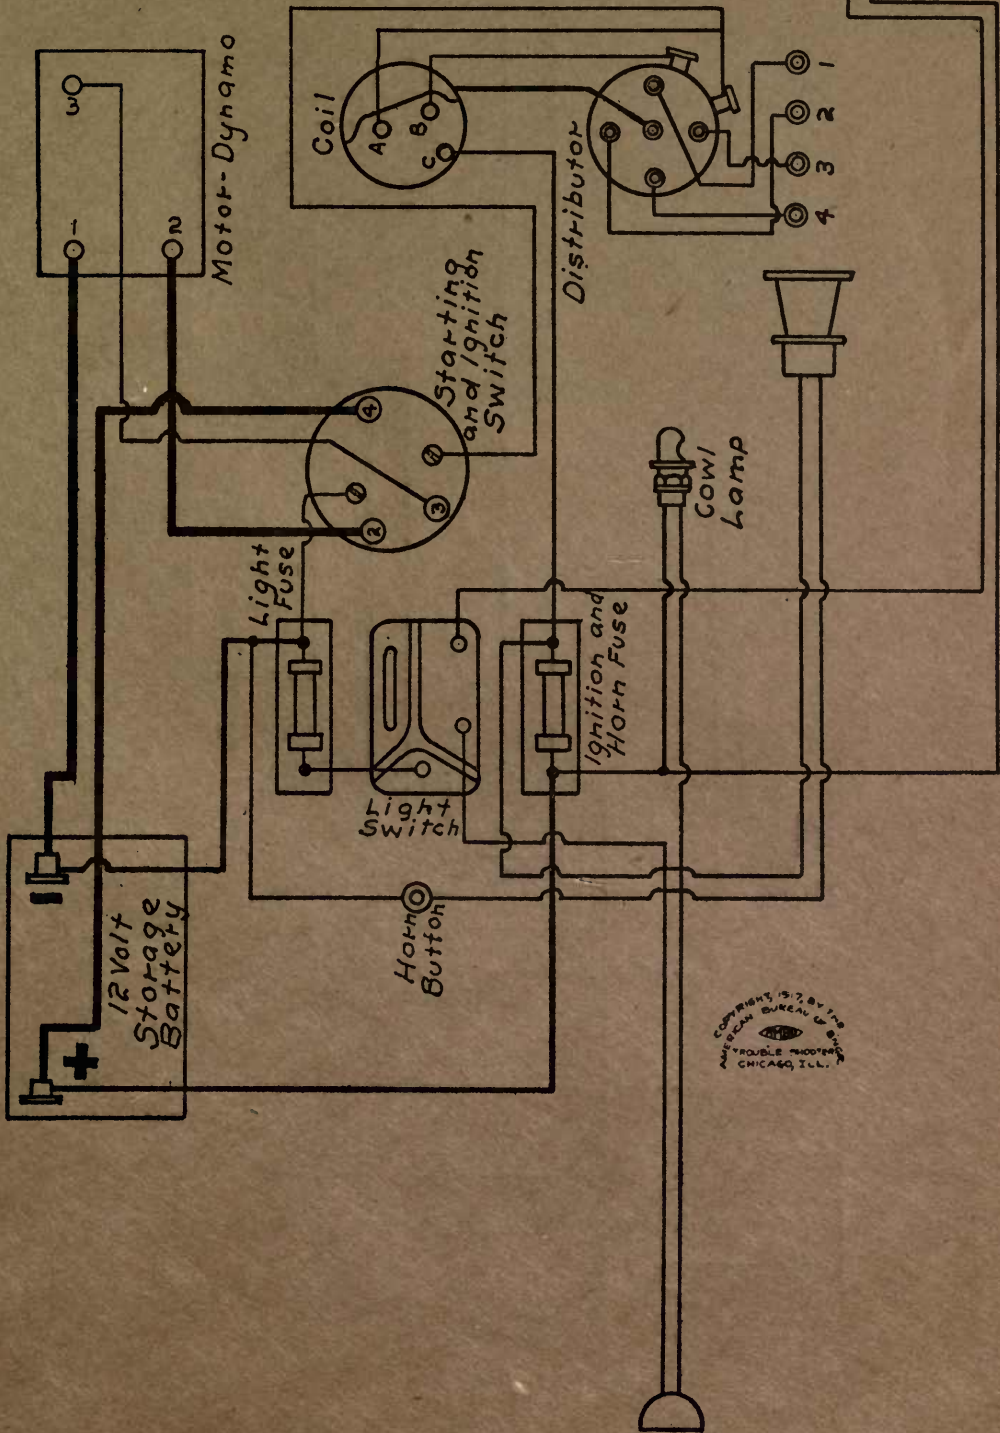 3
1
2
Motor-Dynamo
Coil
A
B
C
Distributor
1
2
3
4
Starting
and Ignition
Switch
4
3
2
Light
Fuse
Light
Switch
Ignition and
Horn Fuse
Cowl
Lamp
Horn
Button
12 Volt
Storage
Battery
−
+
COPYRIGHT, 1917, BY THE
AMERICAN BUREAU OF ENGR.
AMBU
TROUBLE SHOOTERS
CHICAGO, ILL.